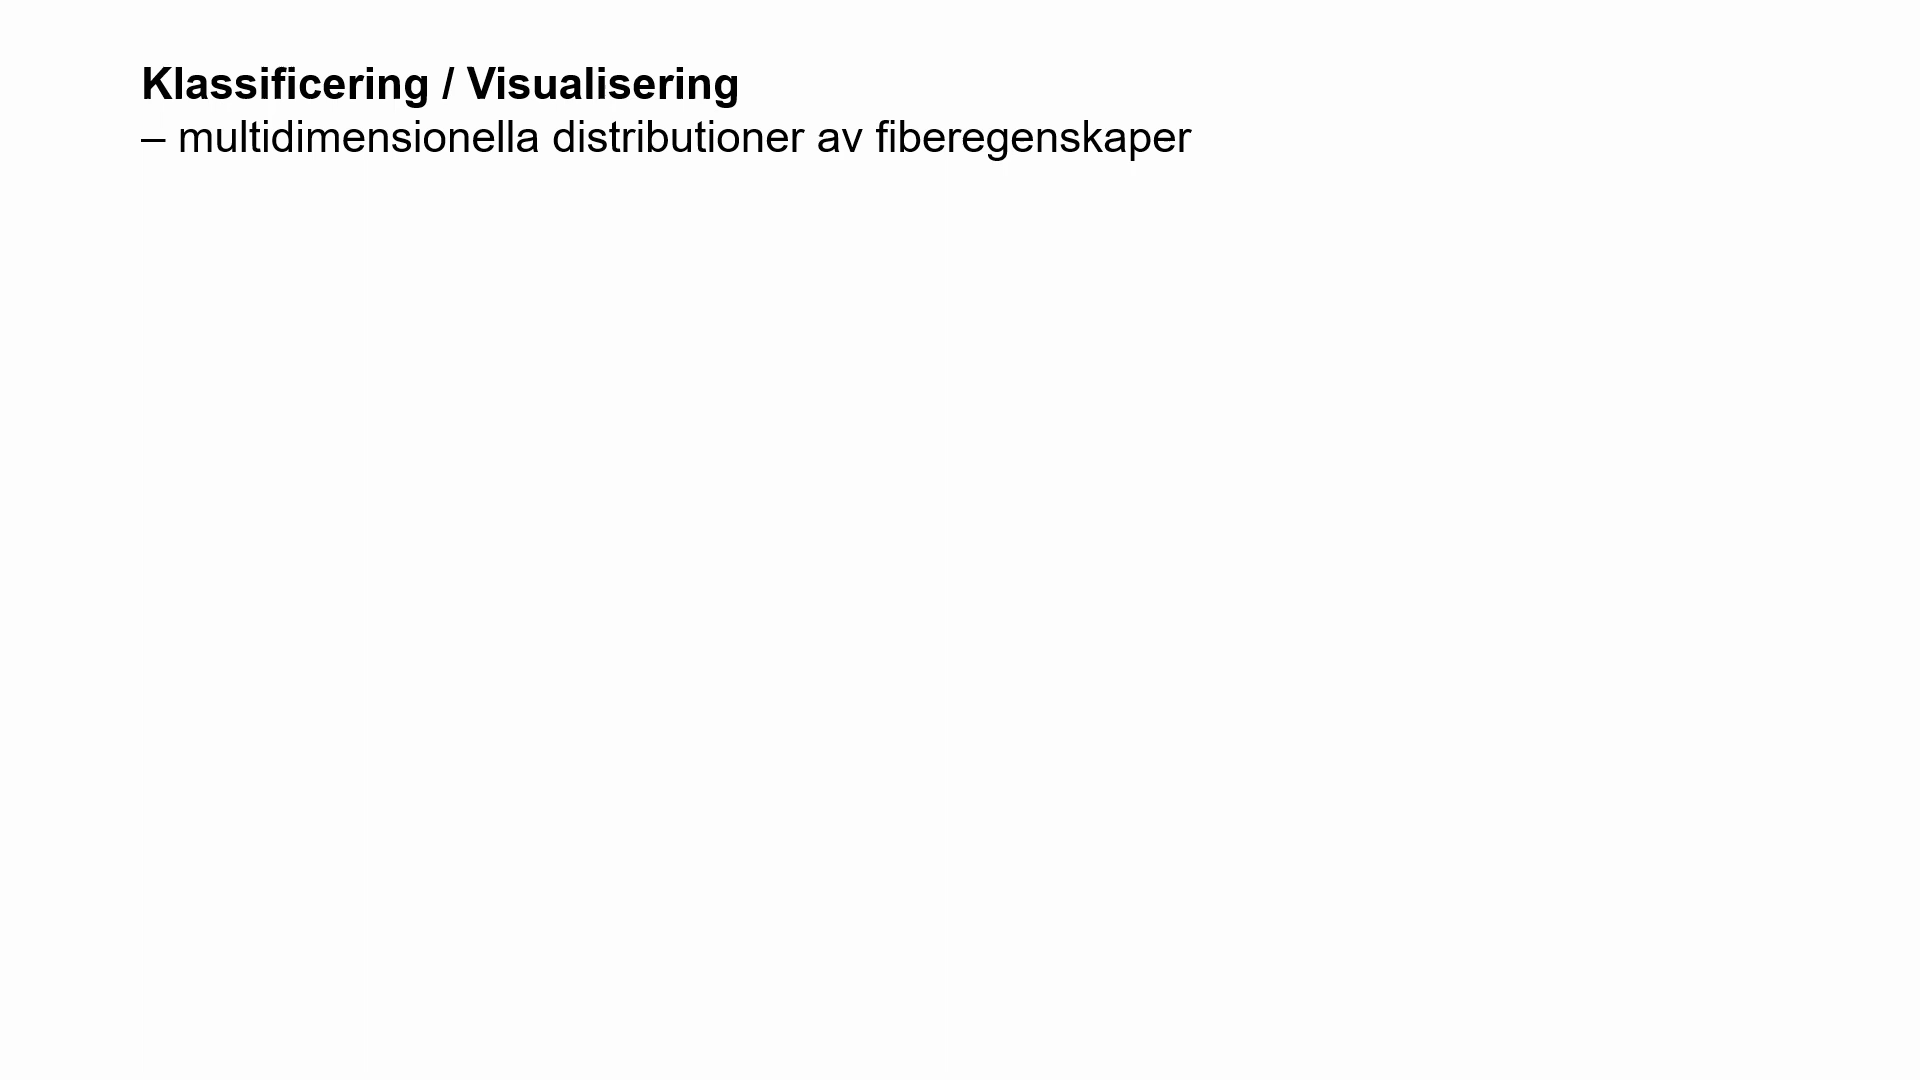 Klassificering / Visualisering
– multidimensionella distributioner av fiberegenskaper